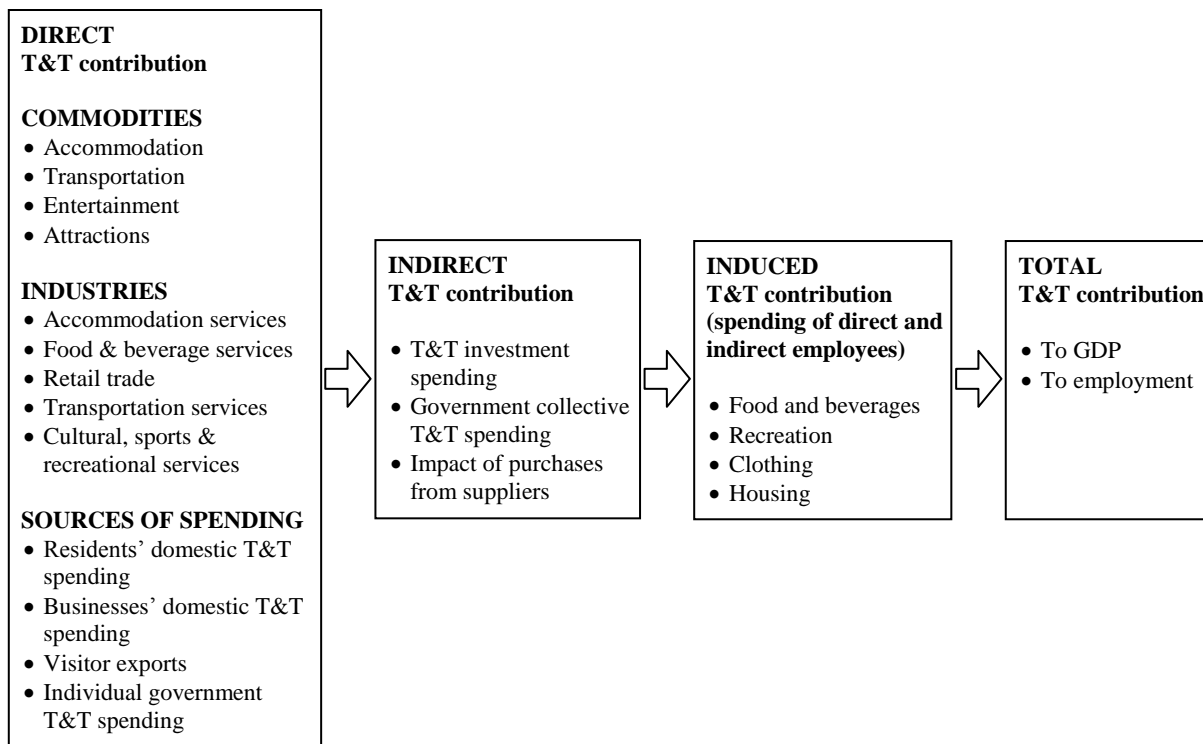 DIRECT
T&T contribution
COMMODITIES
• Accommodation
• Transportation
• Entertainment
• Attractions
INDUSTRIES
• Accommodation services
• Food & beverage services
• Retail trade
• Transportation services
• Cultural, sports &
recreational services
SOURCES OF SPENDING
• Residents’ domestic T&T
spending
• Businesses’ domestic T&T
spending
• Visitor exports
• Individual government
T&T spending
INDIRECT
T&T contribution
• T&T investment
spending
• Government collective
T&T spending
• Impact of purchases
from suppliers
INDUCED
T&T contribution
(spending of direct and
indirect employees)
• Food and beverages
• Recreation
• Clothing
• Housing
TOTAL
T&T contribution
• To GDP
• To employment